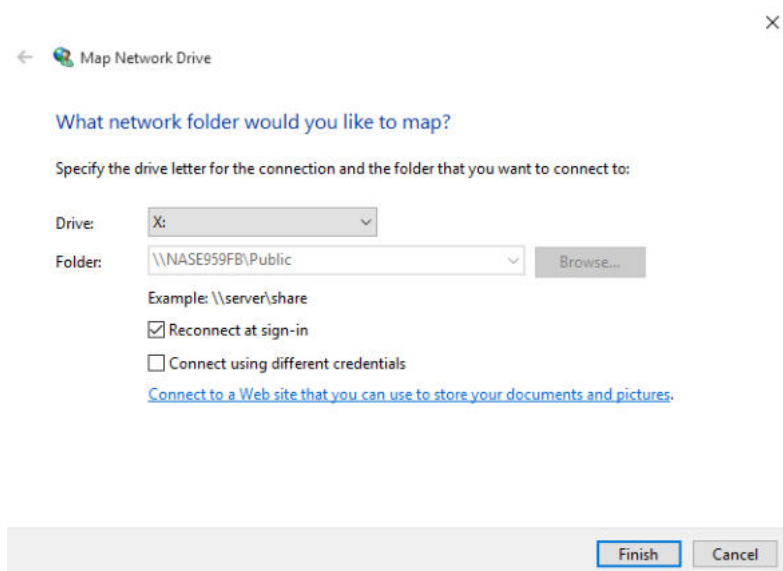 Map Network Drive
What network folder would you like to map?
Specify the drive letter for the connection and the folder that you want to connect to:
Drive: X:
Folder: \\NASE959FB\Public Browse...
Example: \\server\share
Reconnect at sign-in
Connect using different credentials
Connect to a Web site that you can use to store your documents and pictures.
Finish Cancel